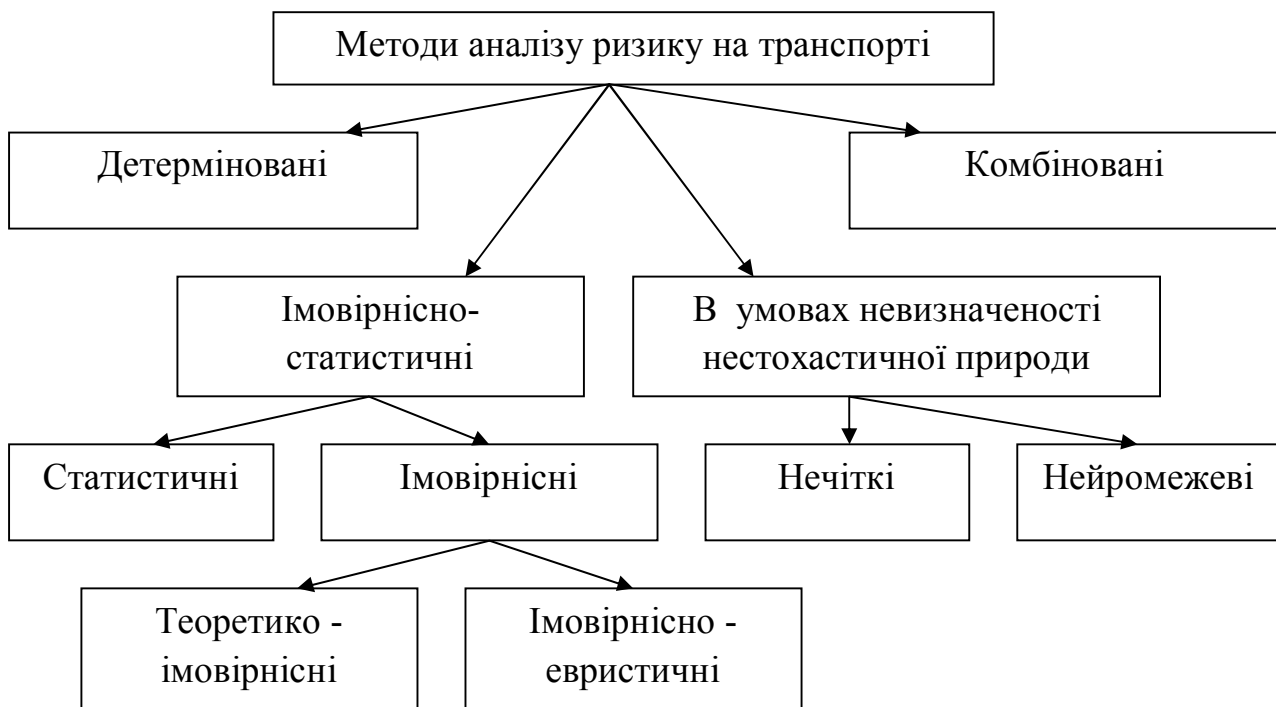 Методи аналізу ризику на транспорті
Детерміновані
Комбіновані
Імовірнісно-
статистичні
В умовах невизначеності
нестохастичної природи
Статистичні
Імовірнісні
Нечіткі
Нейромежеві
Теоретико -
імовірнісні
Імовірнісно -
евристичні